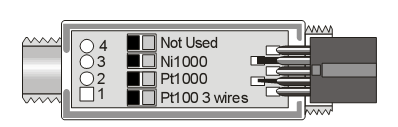 4 Not Used
3 Ni1000
2 Pt1000
1 Pt100 3 wires